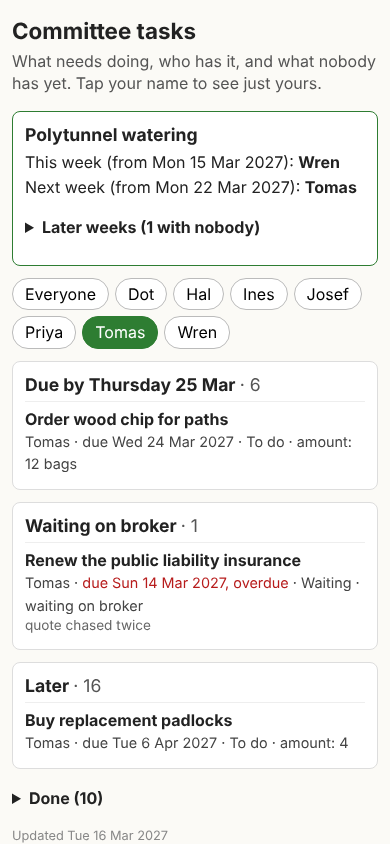 Committee tasks
What needs doing, who has it, and what nobody
has yet. Tap your name to see just yours.
Polytunnel watering
This week (from Mon 15 Mar 2027): Wren
Next week (from Mon 22 Mar 2027): Tomas
Later weeks (1 with nobody)
Everyone Dot Hal Ines Josef
Priya Tomas Wren
Due by Thursday 25 Mar · 6
Order wood chip for paths
Tomas · due Wed 24 Mar 2027 · To do · amount:
12 bags
Waiting on broker · 1
Renew the public liability insurance
Tomas · due Sun 14 Mar 2027, overdue · Waiting ·
waiting on broker
quote chased twice
Later · 16
Buy replacement padlocks
Tomas · due Tue 6 Apr 2027 · To do · amount: 4
Done (10)
Updated Tue 16 Mar 2027